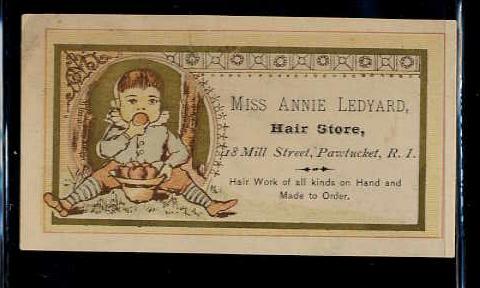 MISS ANNIE LEDYARD,
Hair Store,
18 Mill Street, Pawtucket, R. I.
Hair Work of all kinds on Hand and
Made to Order.